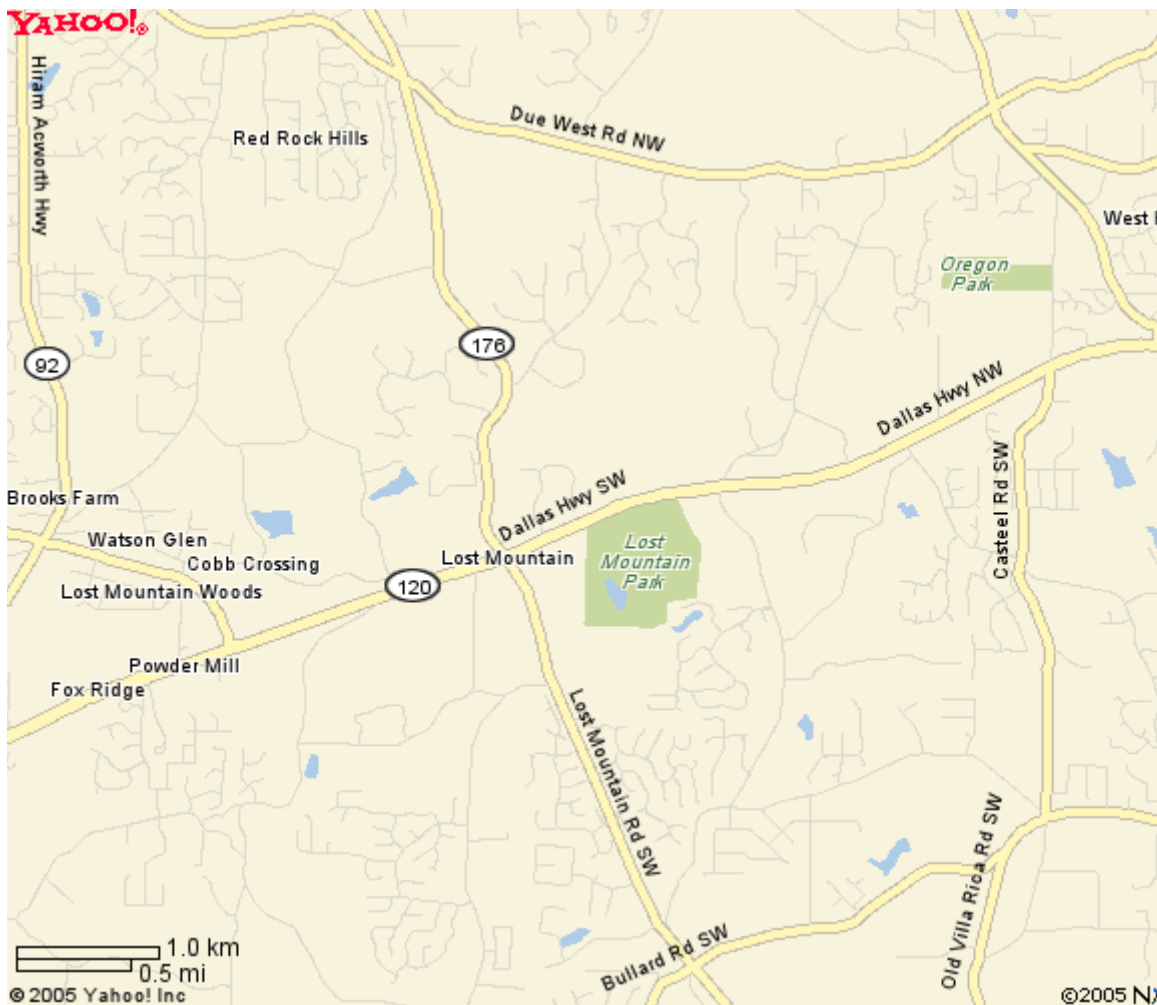 YAHOO!®
Hiram Acworth Hwy
Red Rock Hills
Due West Rd NW
West
Oregon
Park
176
92
Dallas Hwy NW
Brooks Farm
Dallas Hwy SW
Casteel Rd SW
Watson Glen
Cobb Crossing
Lost Mountain
Lost
Mountain
Park
Lost Mountain Woods
120
Powder Mill
Fox Ridge
Lost Mountain Rd SW
Old Villa Rica Rd SW
Bullard Rd SW
1.0 km
0.5 mi
© 2005 Yahoo! Inc
©2005 N